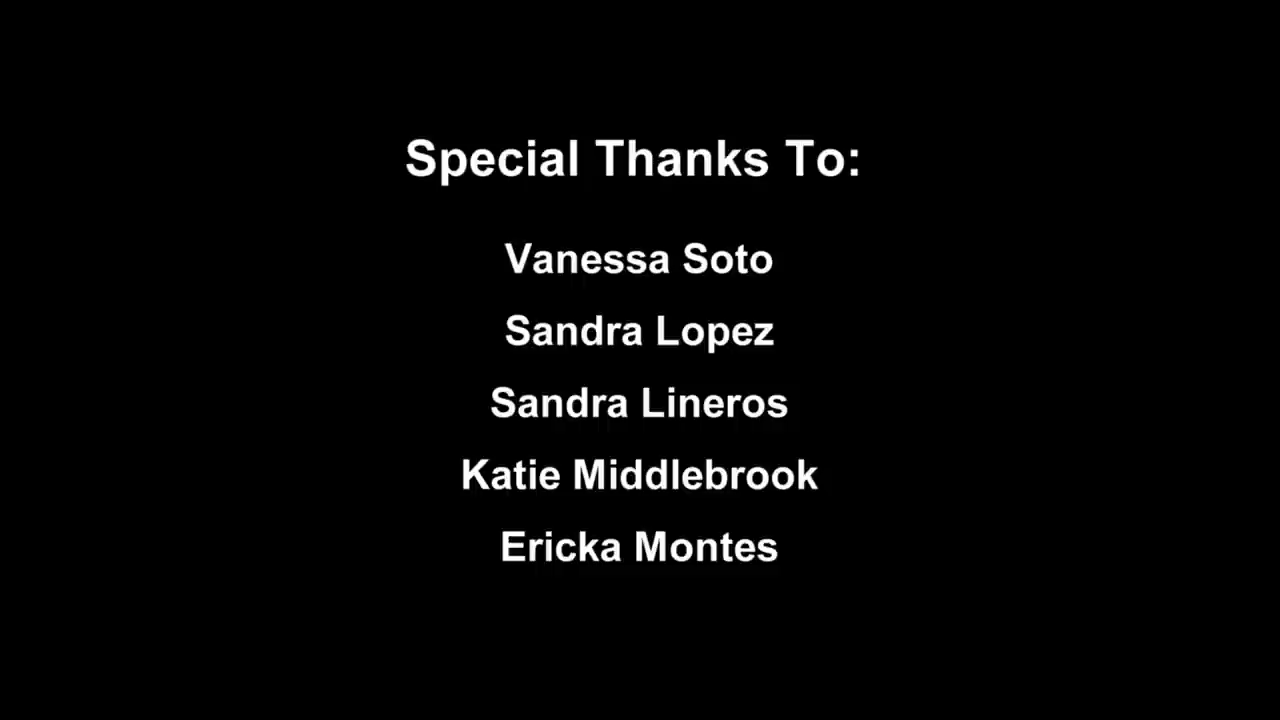 Special Thanks To:
Vanessa Soto
Sandra Lopez
Sandra Lineros
Katie Middlebrook
Ericka Montes